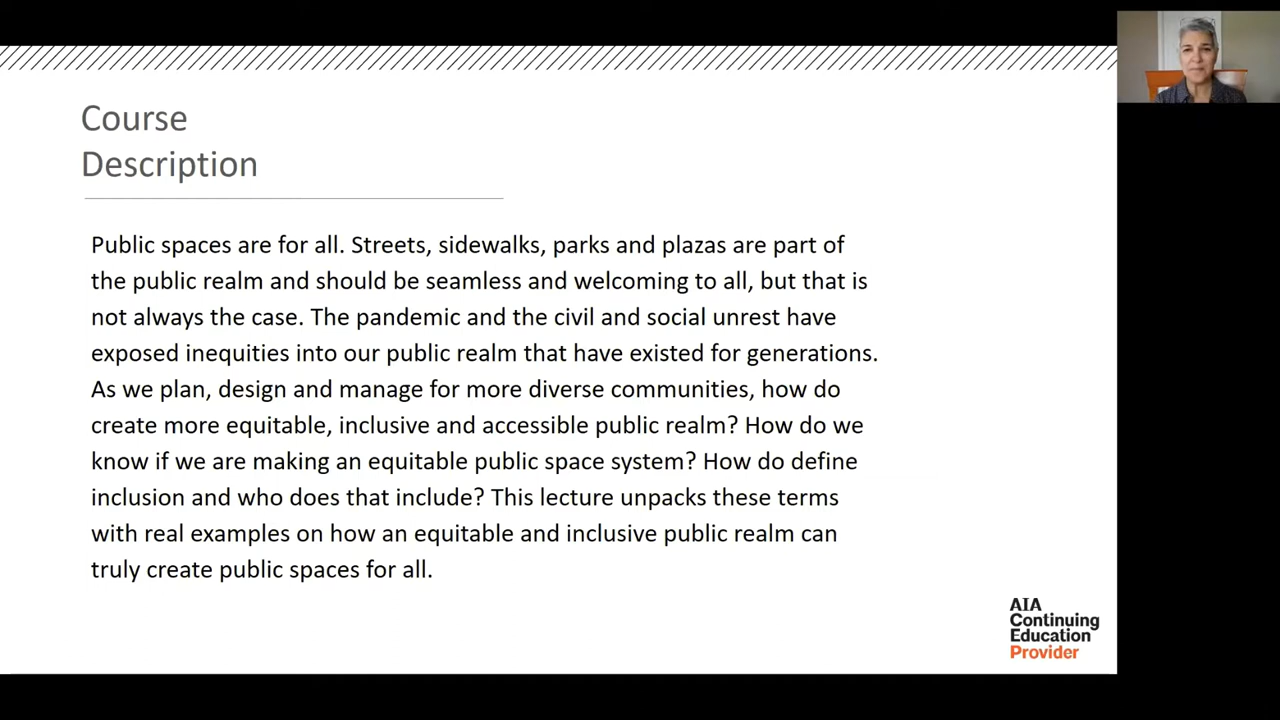 Course
Description
Public spaces are for all. Streets, sidewalks, parks and plazas are part of
the public realm and should be seamless and welcoming to all, but that is
not always the case. The pandemic and the civil and social unrest have
exposed inequities into our public realm that have existed for generations.
As we plan, design and manage for more diverse communities, how do
create more equitable, inclusive and accessible public realm? How do we
know if we are making an equitable public space system? How do define
inclusion and who does that include? This lecture unpacks these terms
with real examples on how an equitable and inclusive public realm can
truly create public spaces for all.
AIA
Continuing
Education
Provider